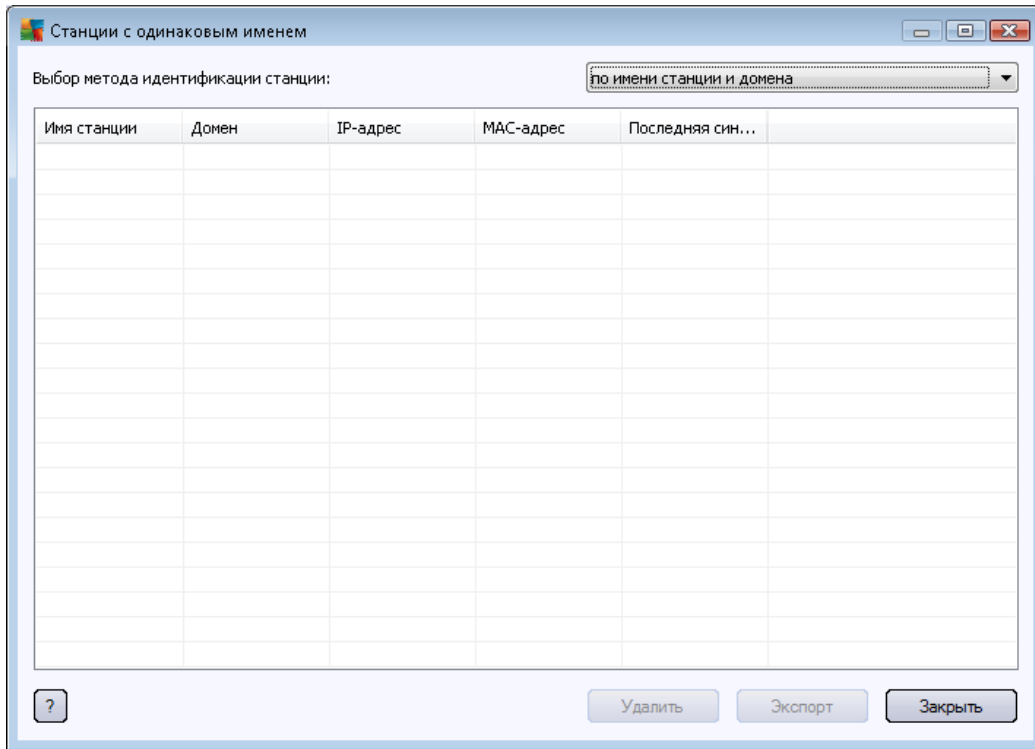 Станции с одинаковым именем
Выбор метода идентификации станции: по имени станции и домена
Имя станции Домен IP-адрес MAC-адрес Последняя син...
? Удалить Экспорт Закрыть